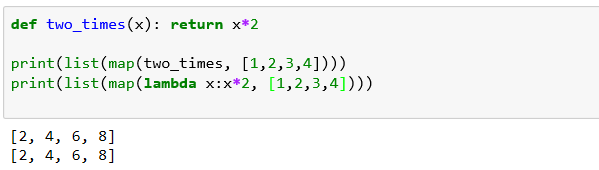 def two_times(x): return x*2
print(list(map(two_times, [1,2,3,4])))
print(list(map(lambda x:x*2, [1,2,3,4])))
[2, 4, 6, 8]
[2, 4, 6, 8]